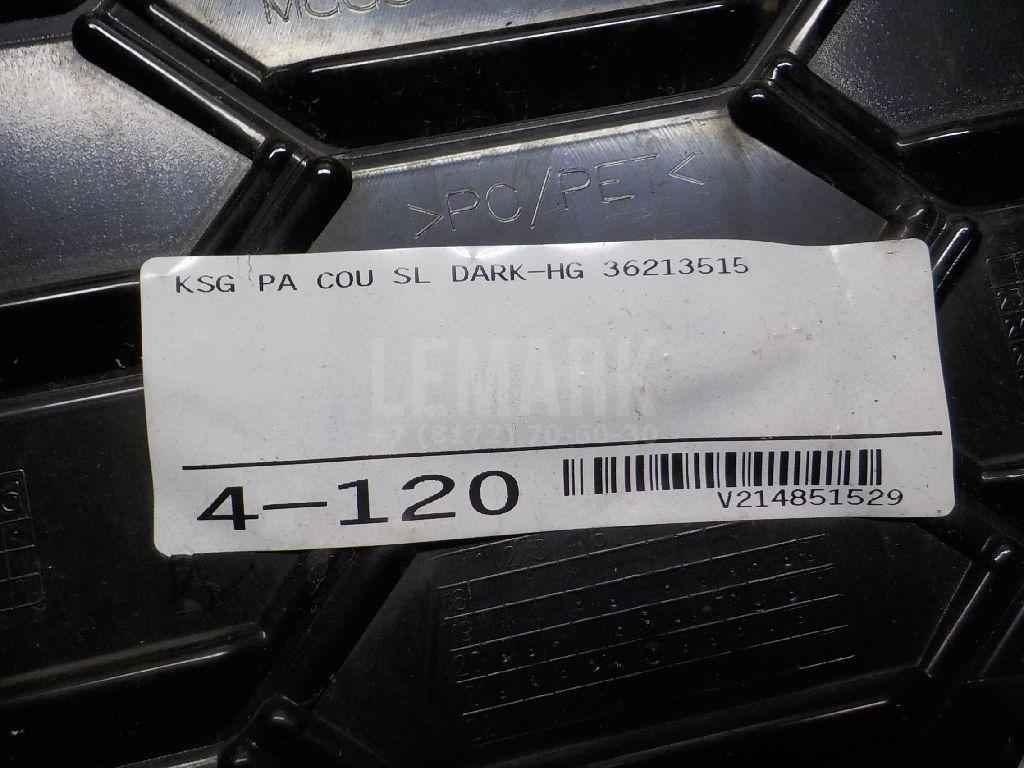 >PC/PET<
KSG PA COU SL DARK-HG 36213515
LEMARK
4-120
V214851529